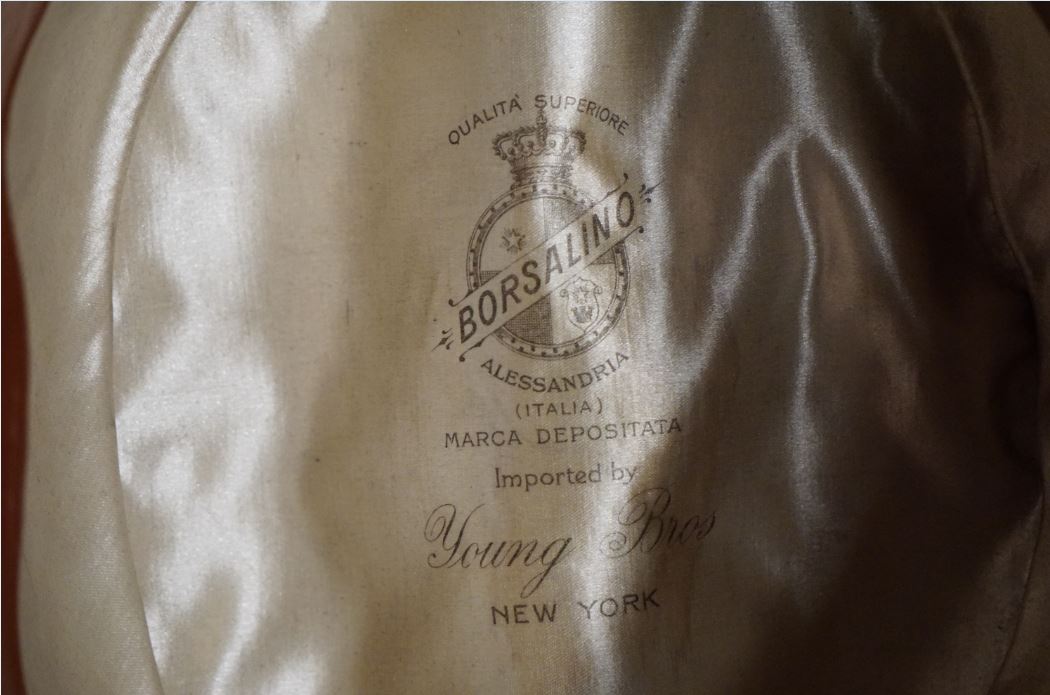 QUALITÀ SUPERIORE
BORSALINO
ALESSANDRIA
(ITALIA)
MARCA DEPOSITATA
Imported by
Young Bros
NEW YORK